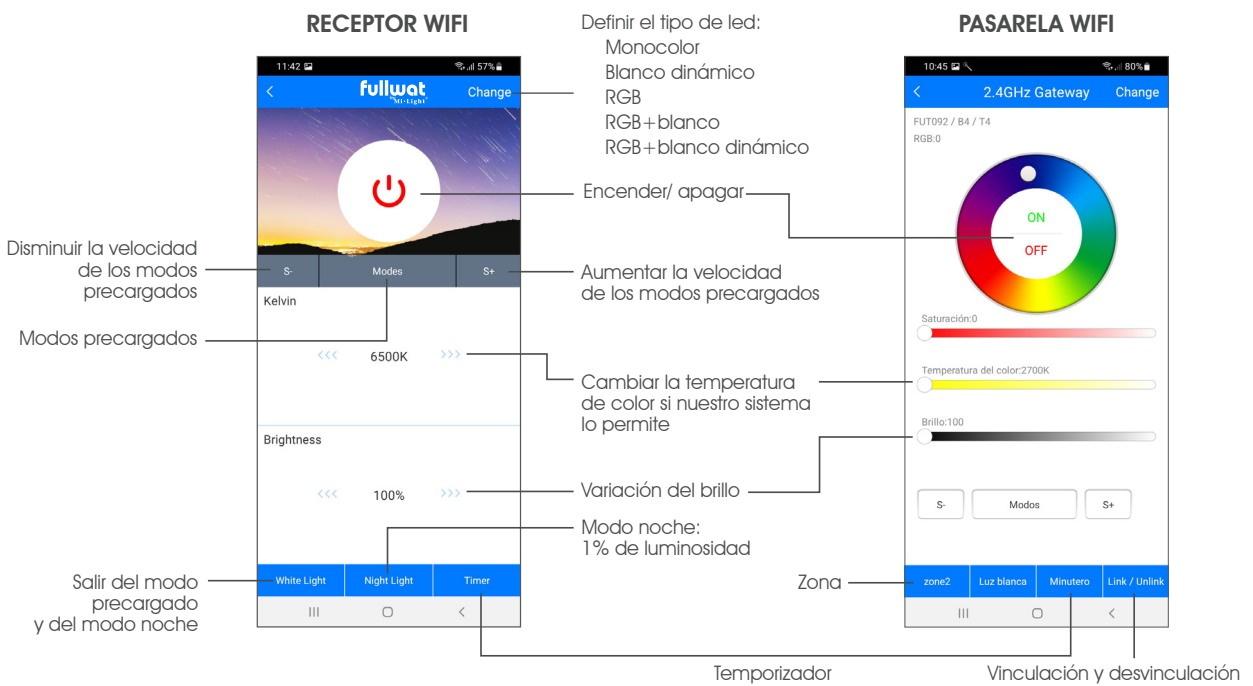 RECEPTOR WIFI
Definir el tipo de led:
Monocolor
Blanco dinámico
RGB
RGB+blanco
RGB+blanco dinámico
PASARELA WIFI
11:42
57%
fullwat
Mi·Light
Change
10:45
80%
2.4GHz Gateway
Change
FUT092 / B4 / T4
RGB:0
Encender/ apagar
ON
OFF
Disminuir la velocidad
de los modos
precargados
S-
Modes
S+
Aumentar la velocidad
de los modos precargados
Kelvin
Modos precargados
<<<
6500K
>>>
Cambiar la temperatura
de color si nuestro sistema
lo permite
Saturación:0
Temperatura del color:2700K
Brillo:100
Brightness
<<<
100%
>>>
Variación del brillo
S-
Modos
S+
Modo noche:
1% de luminosidad
Salir del modo
precargado
y del modo noche
White Light
Night Light
Timer
Zona
zone2
Luz blanca
Minutero
Link / Unlink
Temporizador
Vinculación y desvinculación